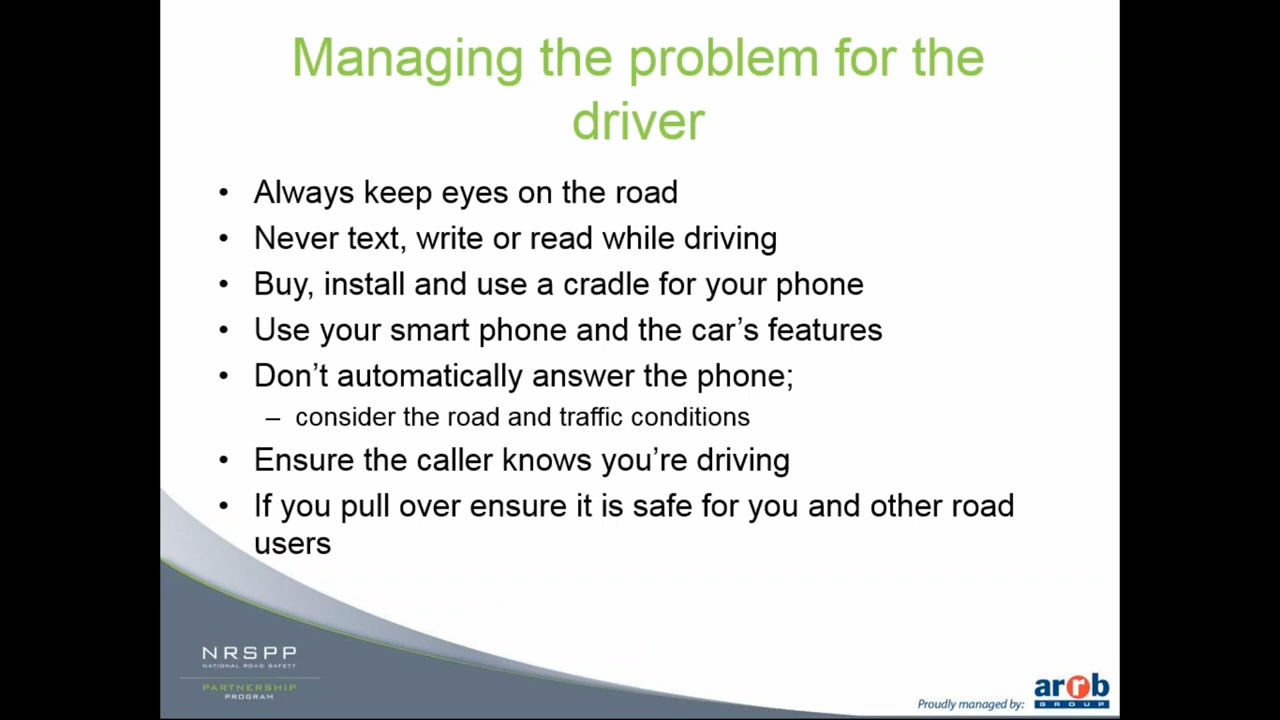 Managing the problem for the
driver
• Always keep eyes on the road
• Never text, write or read while driving
• Buy, install and use a cradle for your phone
• Use your smart phone and the car's features
• Don't automatically answer the phone;
– consider the road and traffic conditions
• Ensure the caller knows you're driving
• If you pull over ensure it is safe for you and other road
users
NRSPP
NATIONAL ROAD SAFETY
PARTNERSHIP
PROGRAM
Proudly managed by:
arrb
GROUP